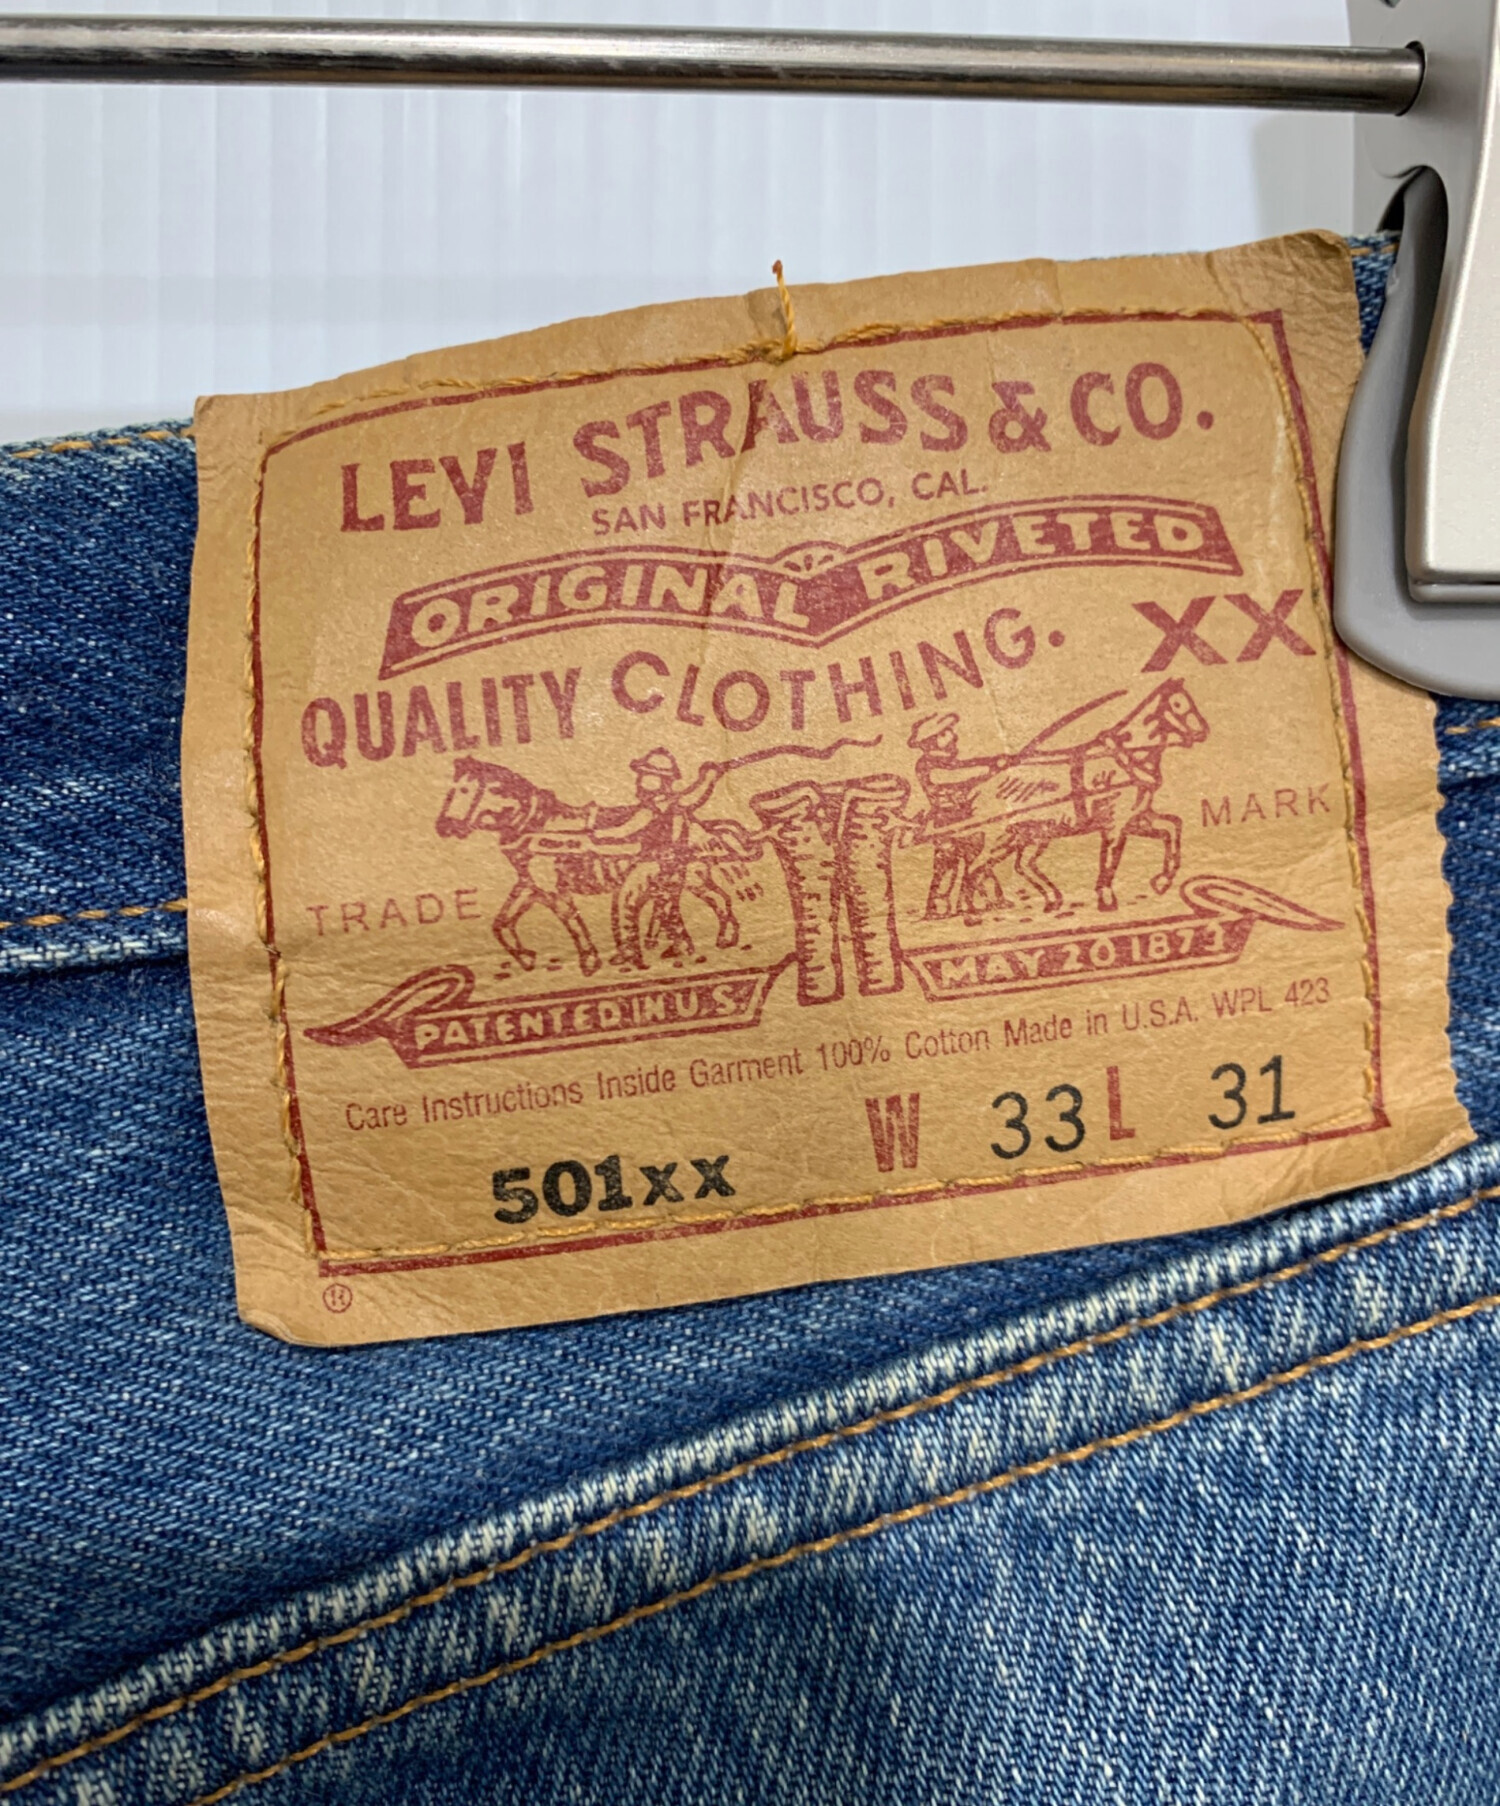 LEVI STRAUSS & CO.
SAN FRANCISCO, CAL.
ORIGINAL RIVETED
QUALITY CLOTHING. XX
TRADE MARK
PATENTED IN U.S. MAY 20 1873
Care Instructions Inside Garment 100% Cotton Made in U.S.A. WPL 423
501xx W 33 L 31
®